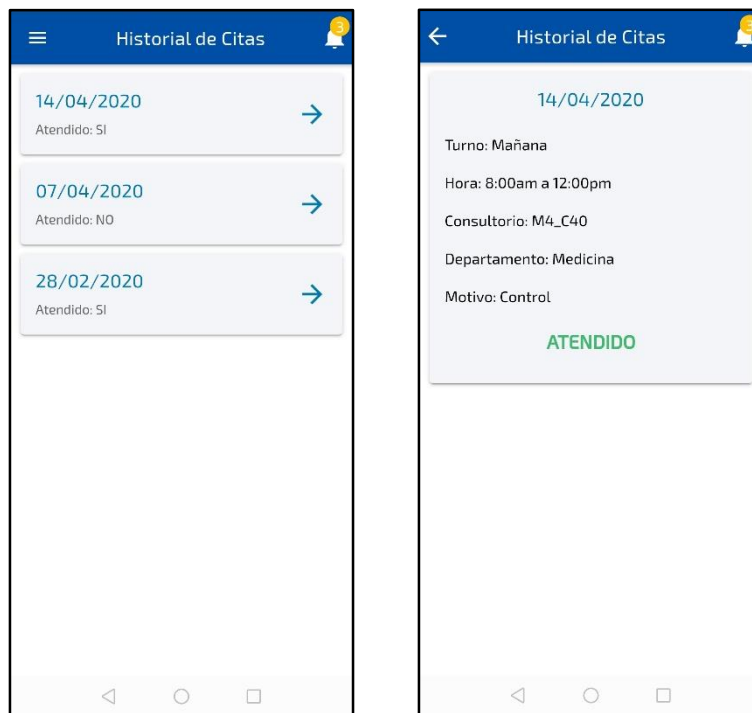 Historial de Citas
3
14/04/2020
Atendido: SI
07/04/2020
Atendido: NO
28/02/2020
Atendido: SI
Historial de Citas
3
14/04/2020
Turno: Mañana
Hora: 8:00am a 12:00pm
Consultorio: M4_C40
Departamento: Medicina
Motivo: Control
ATENDIDO